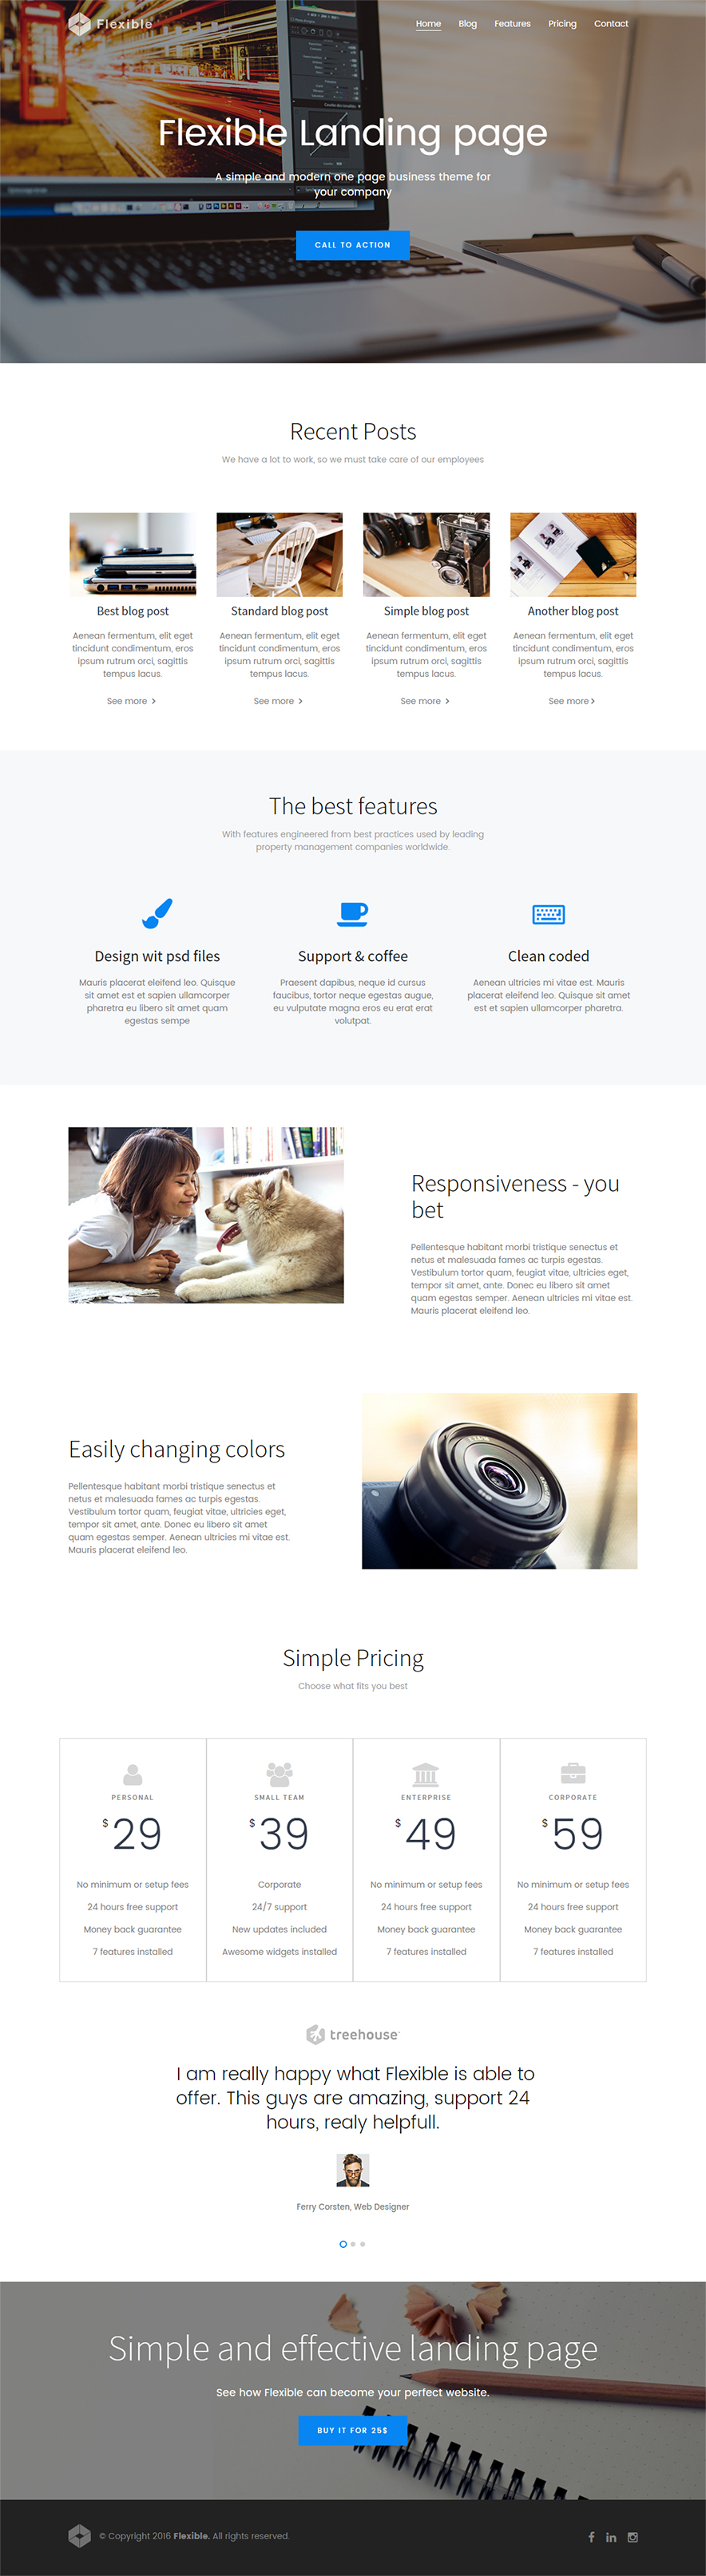 Flexible
Home Blog Features Pricing Contact
Flexible Landing page
A simple and modern one page business theme for
your company
CALL TO ACTION
Recent Posts
We have a lot to work, so we must take care of our employees
Best blog post
Aenean fermentum, elit eget
tincidunt condimentum, eros
ipsum rutrum orci, sagittis
tempus lacus.
See more >
Standard blog post
Aenean fermentum, elit eget
tincidunt condimentum, eros
ipsum rutrum orci, sagittis
tempus lacus.
See more >
Simple blog post
Aenean fermentum, elit eget
tincidunt condimentum, eros
ipsum rutrum orci, sagittis
tempus lacus.
See more >
Another blog post
Aenean fermentum, elit eget
tincidunt condimentum, eros
ipsum rutrum orci, sagittis
tempus lacus.
See more >
The best features
With features engineered from best practices used by leading
property management companies worldwide.
Design wit psd files
Mauris placerat eleifend leo. Quisque
sit amet est et sapien ullamcorper
pharetra eu libero sit amet quam
egestas sempe
Support & coffee
Praesent dapibus, neque id cursus
faucibus, tortor neque egestas augue,
eu vulputate magna eros eu erat erat
volutpat.
Clean coded
Aenean ultricies mi vitae est. Mauris
placerat eleifend leo. Quisque sit amet
est et sapien ullamcorper pharetra.
Responsiveness - you
bet
Pellentesque habitant morbi tristique senectus et
netus et malesuada fames ac turpis egestas.
Vestibulum tortor quam, feugiat vitae, ultricies eget,
tempor sit amet, ante. Donec eu libero sit amet
quam egestas semper. Aenean ultricies mi vitae est.
Mauris placerat eleifend leo.
Easily changing colors
Pellentesque habitant morbi tristique senectus et
netus et malesuada fames ac turpis egestas.
Vestibulum tortor quam, feugiat vitae, ultricies eget,
tempor sit amet, ante. Donec eu libero sit amet
quam egestas semper. Aenean ultricies mi vitae est.
Mauris placerat eleifend leo.
Simple Pricing
Choose what fits you best
PERSONAL
$29
No minimum or setup fees
24 hours free support
Money back guarantee
7 features installed
SMALL TEAM
$39
Corporate
24/7 support
New updates included
Awesome widgets installed
ENTERPRISE
$49
No minimum or setup fees
24 hours free support
Money back guarantee
7 features installed
CORPORATE
$59
No minimum or setup fees
24 hours free support
Money back guarantee
7 features installed
treehouse
I am really happy what Flexible is able to
offer. This guys are amazing, support 24
hours, realy helpfull.
Ferry Corsten, Web Designer
Simple and effective landing page
See how Flexible can become your perfect website.
BUY IT FOR 25$
© Copyright 2016 Flexible. All rights reserved.